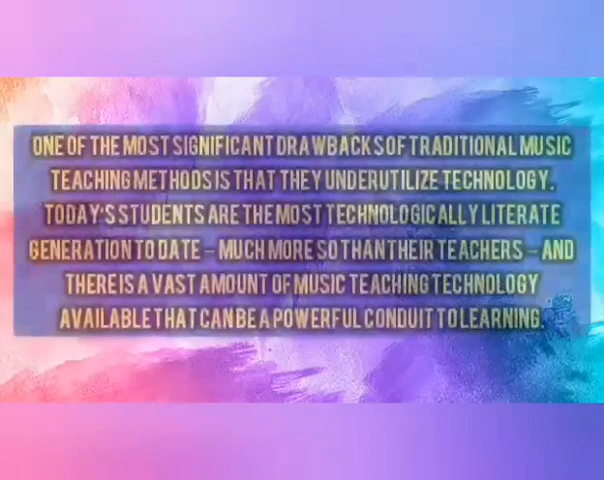 ONE OF THE MOST SIGNIFICANT DRAWBACKS OF TRADITIONAL MUSIC
TEACHING METHODS IS THAT THEY UNDERUTILIZE TECHNOLOGY.
TODAY'S STUDENTS ARE THE MOST TECHNOLOGICALLY LITERATE
GENERATION TO DATE – MUCH MORE SO THAN THEIR TEACHERS – AND
THERE IS A VAST AMOUNT OF MUSIC TEACHING TECHNOLOGY
AVAILABLE THAT CAN BE A POWERFUL CONDUIT TO LEARNING.